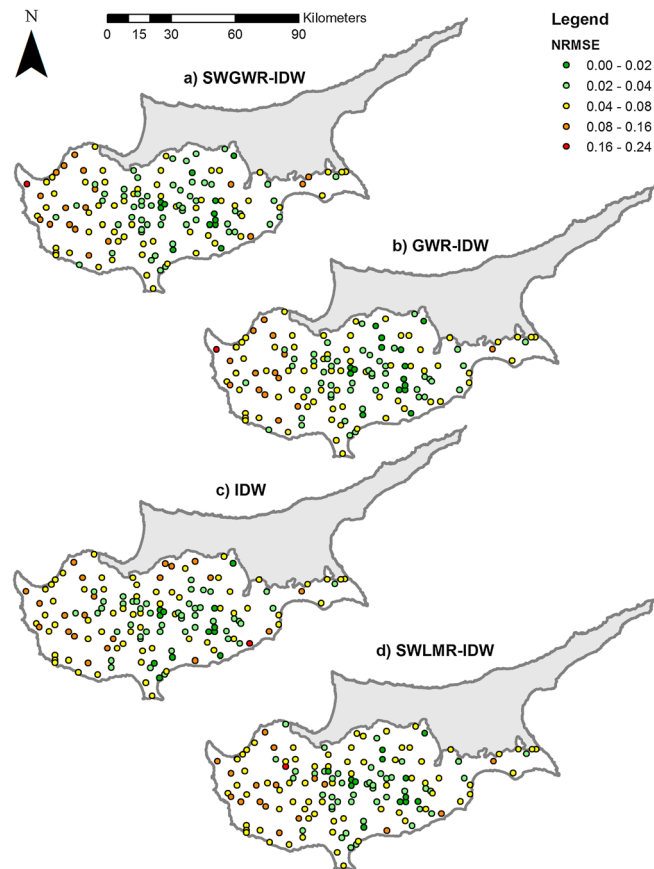 N
Kilometers
0 15 30 60 90
Legend
NRMSE
0.00 - 0.02
0.02 - 0.04
0.04 - 0.08
0.08 - 0.16
0.16 - 0.24
a) SWGWR-IDW
b) GWR-IDW
c) IDW
d) SWLMR-IDW